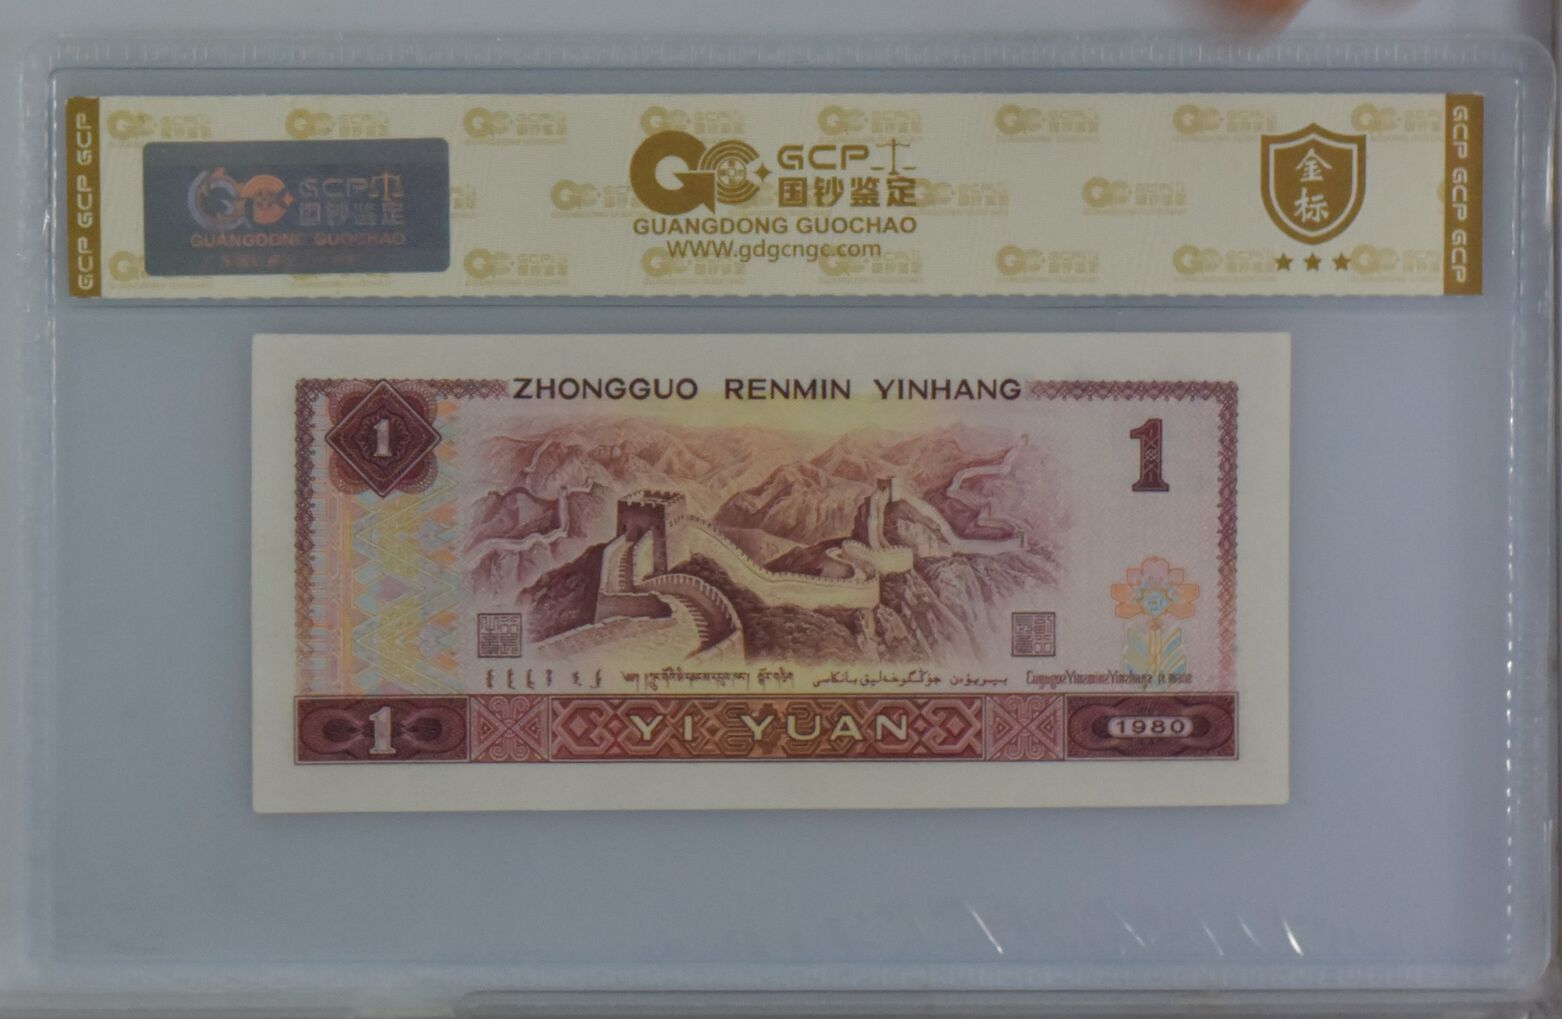 GCP GCP GCP
GCP
国钞鉴定
GUANGDONG GUOCHAO
GCP
国钞鉴定
GUANGDONG GUOCHAO
WWW.gdgcngc.com
金
标
GCP GCP GCP
ZHONGGUO RENMIN YINHANG
1
1
1
YI YUAN
1980